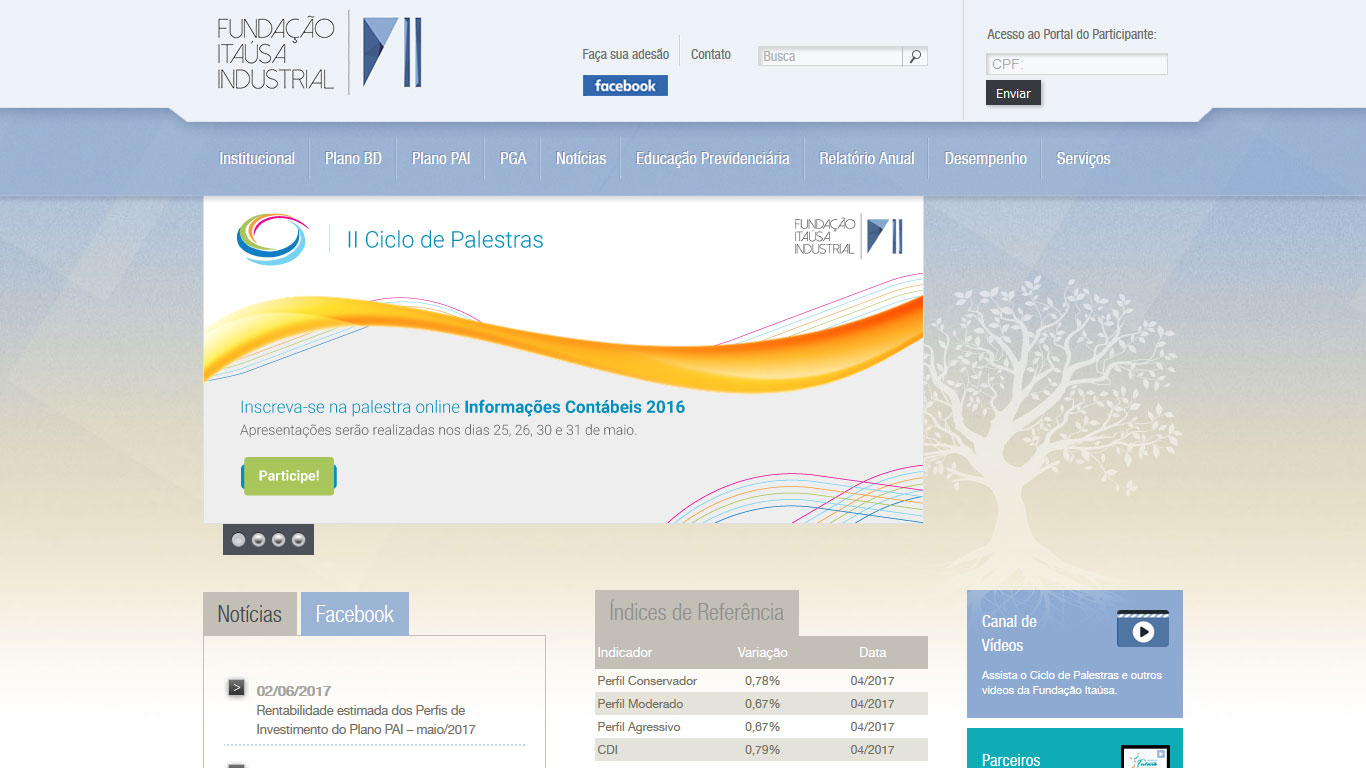 FUNDAÇÃO
ITAÚSA
INDUSTRIAL
Faça sua adesão
Contato
Busca
facebook
Acesso ao Portal do Participante:
CPF:
Enviar
Institucional
Plano BD
Plano PAI
PGA
Notícias
Educação Previdenciária
Relatório Anual
Desempenho
Serviços
II Ciclo de Palestras
FUNDAÇÃO
ITAÚSA
INDUSTRIAL
Inscreva-se na palestra online Informações Contábeis 2016
Apresentações serão realizadas nos dias 25, 26, 30 e 31 de maio.
Participe!
Notícias
Facebook
02/06/2017
Rentabilidade estimada dos Perfis de
Investimento do Plano PAI – maio/2017
Índices de Referência
Indicador Variação Data
Perfil Conservador 0,78% 04/2017
Perfil Moderado 0,67% 04/2017
Perfil Agressivo 0,67% 04/2017
CDI 0,79% 04/2017
Canal de
Vídeos
Assista o Ciclo de Palestras e outros
vídeos da Fundação Itaúsa.
Parceiros